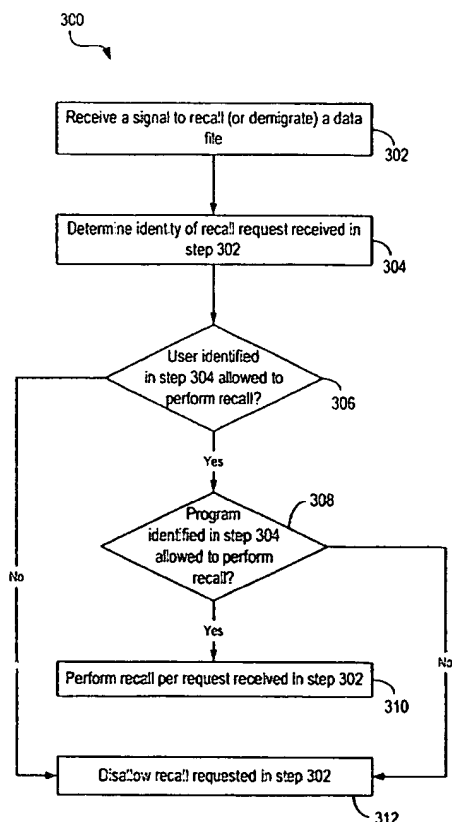 300
Receive a signal to recall (or demigrate) a data
file
302
Determine identity of recall request received in
step 302
304
User identified
in step 304 allowed to
perform recall?
306
Yes
308
Program
identified in step 304
allowed to perform
recall?
No
Yes
No
Perform recall per request received in step 302
310
Disallow recall requested in step 302
312